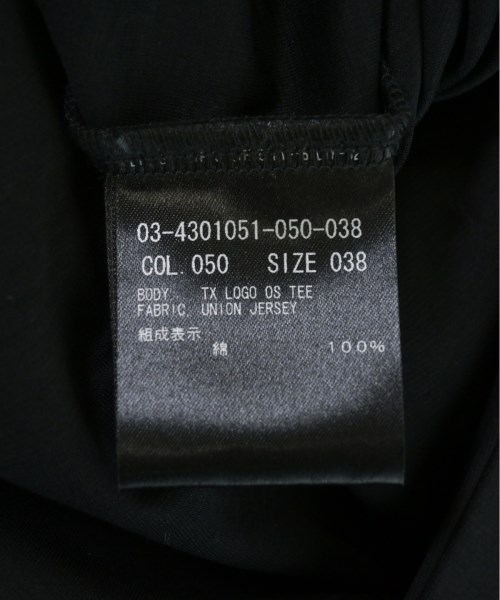 03-4301051-050-038
COL. 050 SIZE 038
BODY TX LOGO OS TEE
FABRIC UNION JERSEY
組成表示
綿 100%